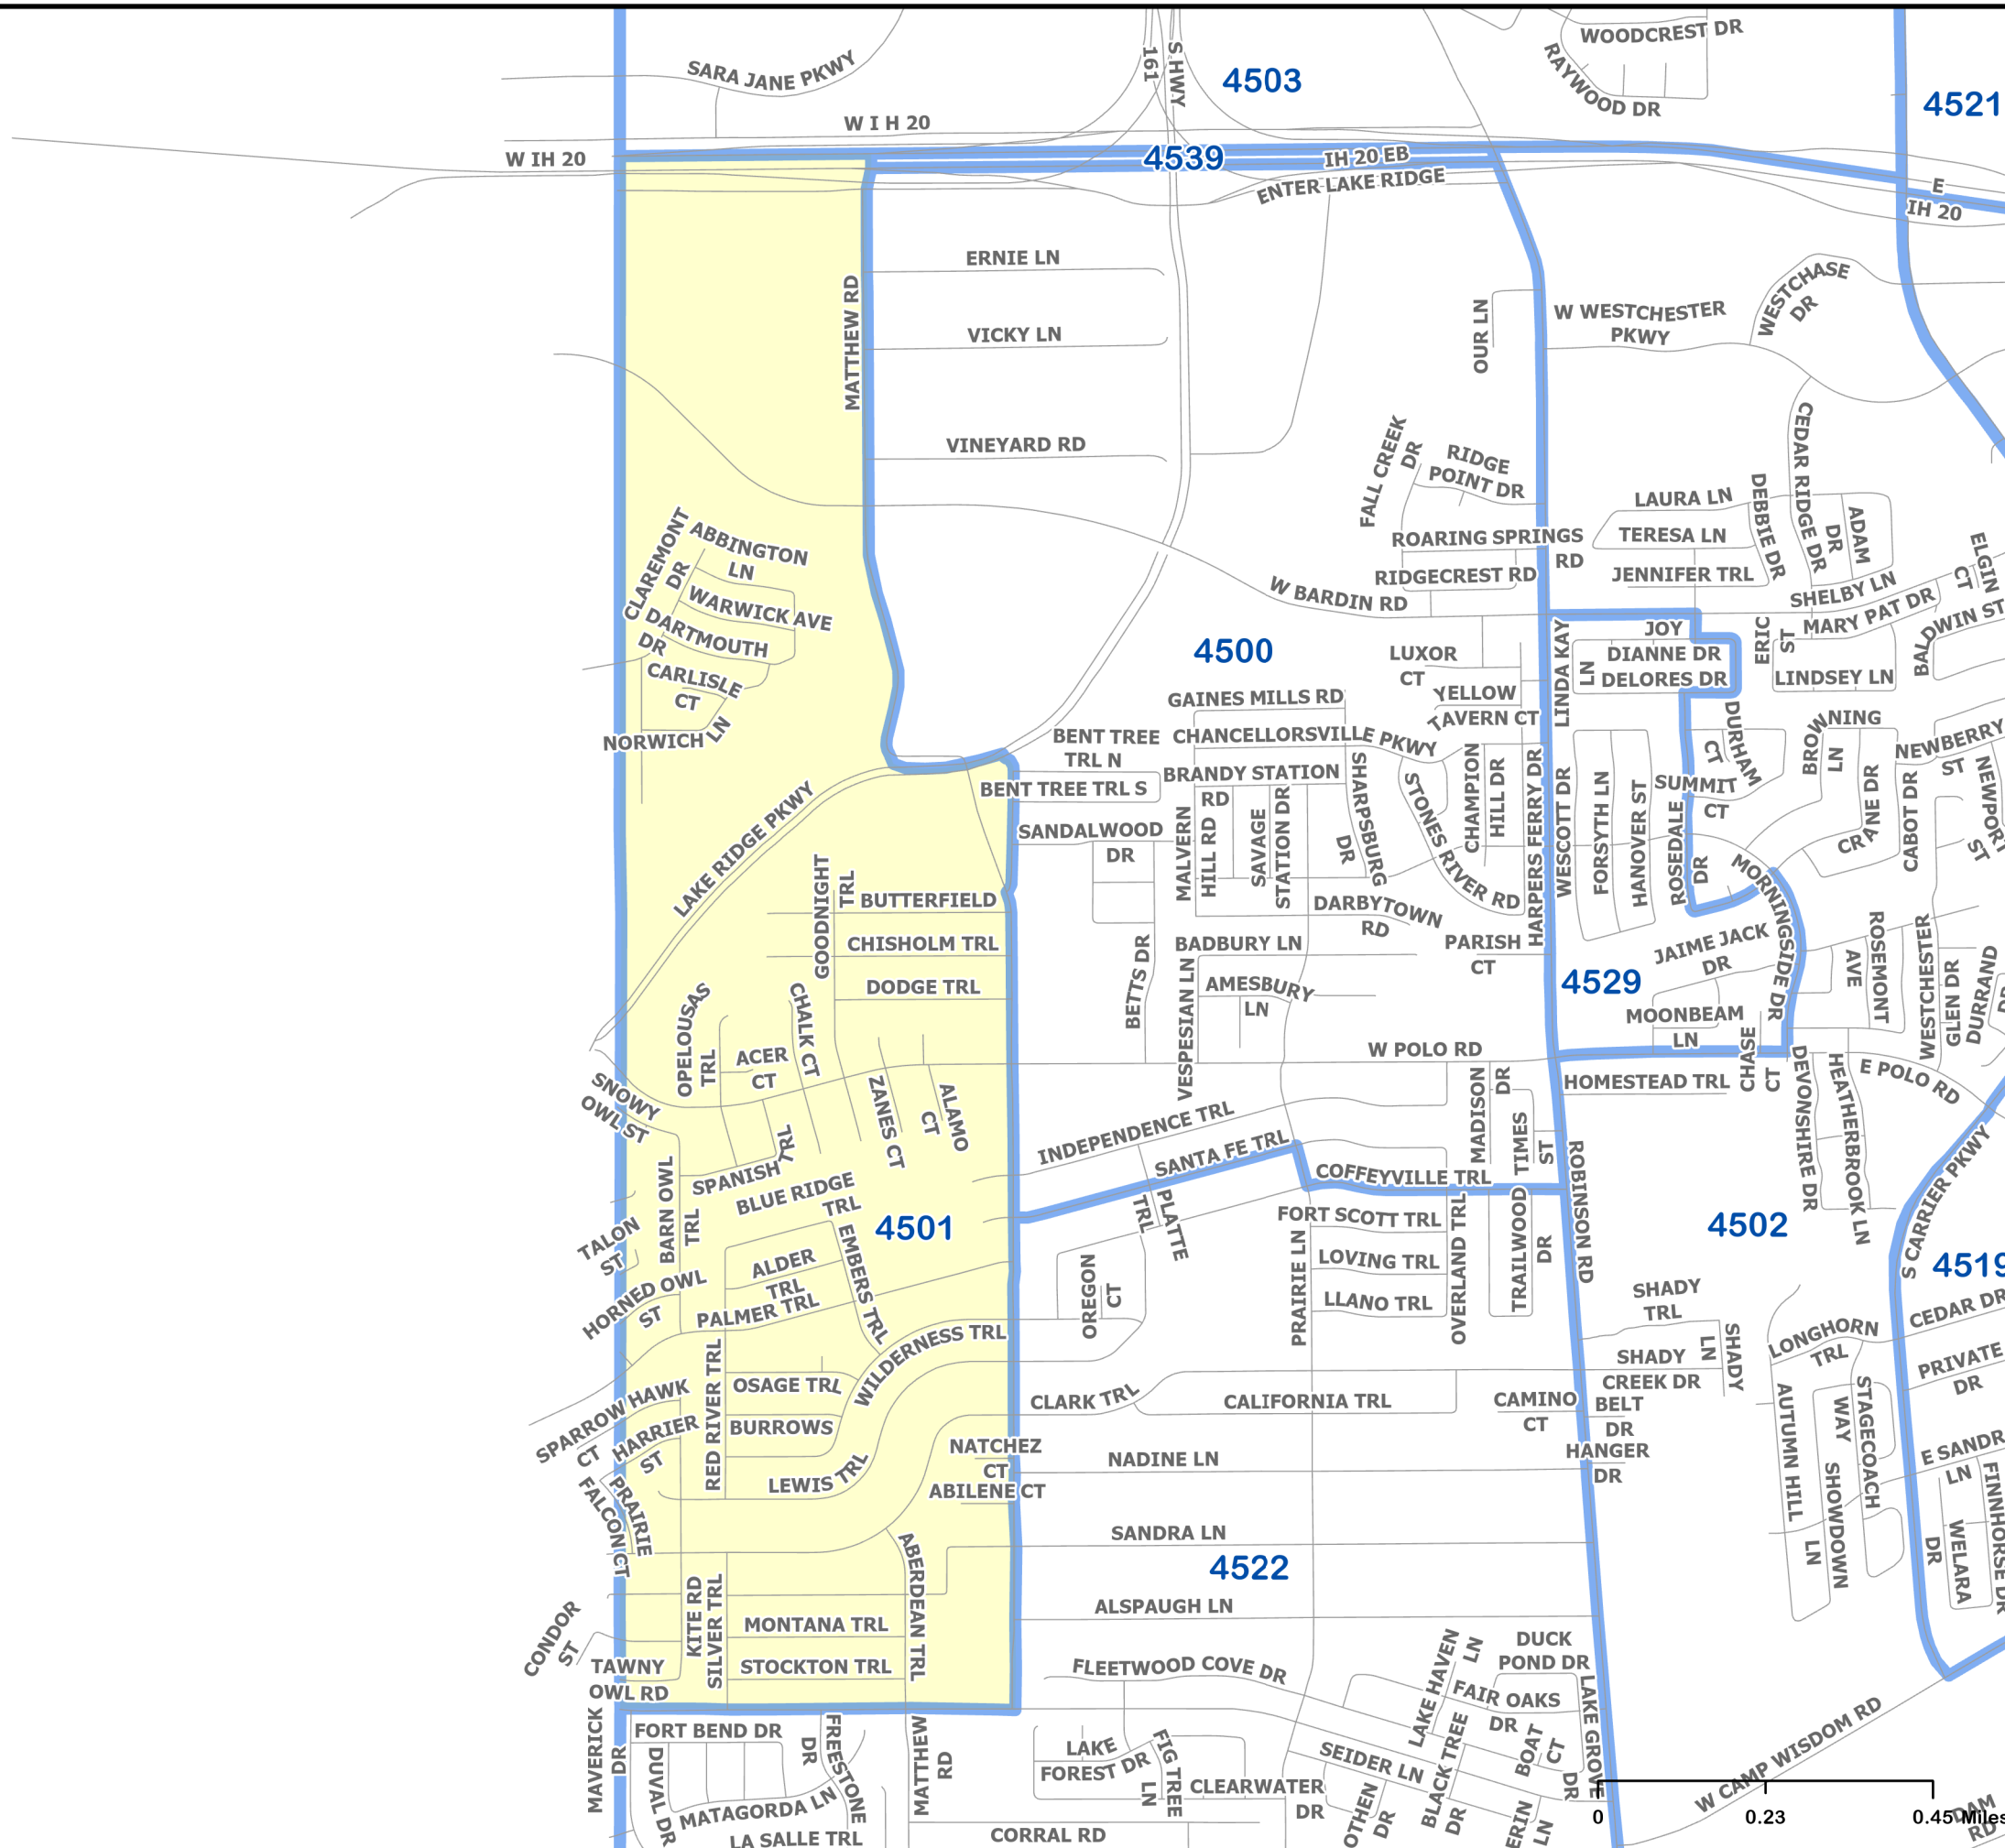 WOODCREST DR
SARA JANE PKWY
161
S HWY
4503
RAYWOOD DR
4521
W I H 20
W IH 20
4539
IH 20 EB
ENTER LAKE RIDGE
E
IH 20
ERNIE LN
MATTHEW RD
VICKY LN
OUR LN
W WESTCHESTER
PKWY
WESTCHASE
DR
VINEYARD RD
FALL CREEK
DR
RIDGE
POINT DR
CEDAR RIDGE DR
LAURA LN
DEBBIE DR
TERESA LN
DR
ADAM
ROARING SPRINGS
RD
RIDGECREST RD
JENNIFER TRL
ELGIN
CT
CLAREMONT
DR
ABBINGTON
LN
WARWICK AVE
DARTMOUTH
DR
CARLISLE
CT
NORWICH
LN
W BARDIN RD
SHELBY LN
MARY PAT DR
BALDWIN ST
4500
LUXOR
CT
LINDA KAY
LN
JOY
DIANNE DR
DELORES DR
ERIC
ST
LINDSEY LN
YELLOW
TAVERN CT
GAINES MILLS RD
CHANCELLORSVILLE PKWY
BENT TREE
TRL N
BENT TREE TRL S
BRANDY STATION
RD
DURHAM
CT
BROWNING
LN
NEWBERRY
ST
SUMMIT
CT
NEWPORT
ST
LAKE RIDGE PKWY
SANDALWOOD
DR
MALVERN
HILL RD
SAVAGE
STATION DR
SHARPSBURG
DR
STONES RIVER RD
CHAMPION
HILL DR
HARPERS FERRY DR
WESCOTT DR
FORSYTH LN
HANOVER ST
ROSEDALE
DR
CRANE DR
CABOT DR
MORNINGSIDE DR
GOODNIGHT
TRL
BUTTERFIELD
CHISHOLM TRL
DODGE TRL
DARBYTOWN
RD
BADBURY LN
PARISH
CT
BETTS DR
VESPESIAN LN
AMESBURY
LN
4529
JAIME JACK
DR
MOONBEAM
LN
AVE
ROSEMONT
WESTCHESTER
GLEN DR
DURRAND
DR
OPELOUSAS
TRL
ACER
CT
CHALK CT
ZANES CT
ALAMO
CT
W POLO RD
HOMESTEAD TRL
CHASE
CT
DEVONSHIRE DR
HEATHERBROOK LN
E POLO RD
SNOWY
OWL ST
INDEPENDENCE TRL
SANTA FE TRL
MADISON
DR
TIMES
ST
SPANISH
TRL
BARN OWL
TRL
BLUE RIDGE
TRL
4501
PLATTE
TRL
COFFEYVILLE TRL
ROBINSON RD
4502
S CARRIER PKWY
4519
TALON
ST
FORT SCOTT TRL
LOVING TRL
LLANO TRL
PRAIRIE LN
OVERLAND TRL
TRAILWOOD
DR
ALDER
TRL
EMBERS TRL
HORNED OWL
ST
PALMER TRL
OREGON
CT
SHADY
TRL
CEDAR DR
WILDERNESS TRL
LONGHORN
TRL
SHADY
LN
SHADY
CREEK DR
PRIVATE
DR
OSAGE TRL
RED RIVER TRL
SPARROW HAWK
CT
BURROWS
HARRIER
ST
CLARK TRL
CALIFORNIA TRL
CAMINO
CT
BELT
DR
HANGER
DR
AUTUMN HILL
LN
WAY
STAGECOACH
SHOWDOWN
E SANDRA
LN
NATCHEZ
CT
NADINE LN
LEWIS TRL
ABILENE CT
PRAIRIE
FALCON CT
SANDRA LN
4522
FINNHORSE DR
WELARA
DR
ABERDEAN TRL
KITE RD
SILVER TRL
MONTANA TRL
STOCKTON TRL
ALSPAUGH LN
CONDOR
ST
TAWNY
OWL RD
FLEETWOOD COVE DR
LAKE HAVEN
LN
DUCK
POND DR
FAIR OAKS
DR
LAKE GROVE
DR
MAVERICK
DR
FORT BEND DR
DUVAL DR
FREESTONE
DR
MATTHEW
RD
LAKE
FOREST DR
FIG TREE
LN
SEIDER LN
BLACK TREE
DR
BOAT
CT
W CAMP WISDOM RD
MATAGORDA LN
LA SALLE TRL
CORRAL RD
CLEARWATER
DR
OTHEN
DR
ERIN
LN
0
0.23
0.45 Miles
DAM
RD